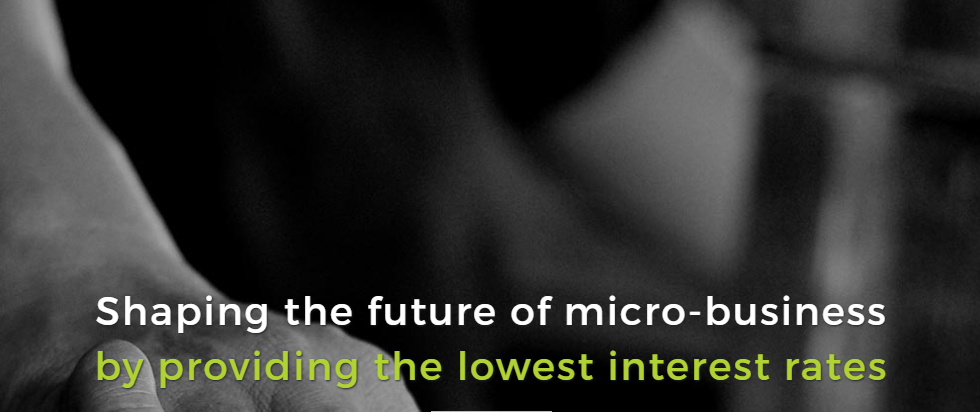 Shaping the future of micro-business
by providing the lowest interest rates